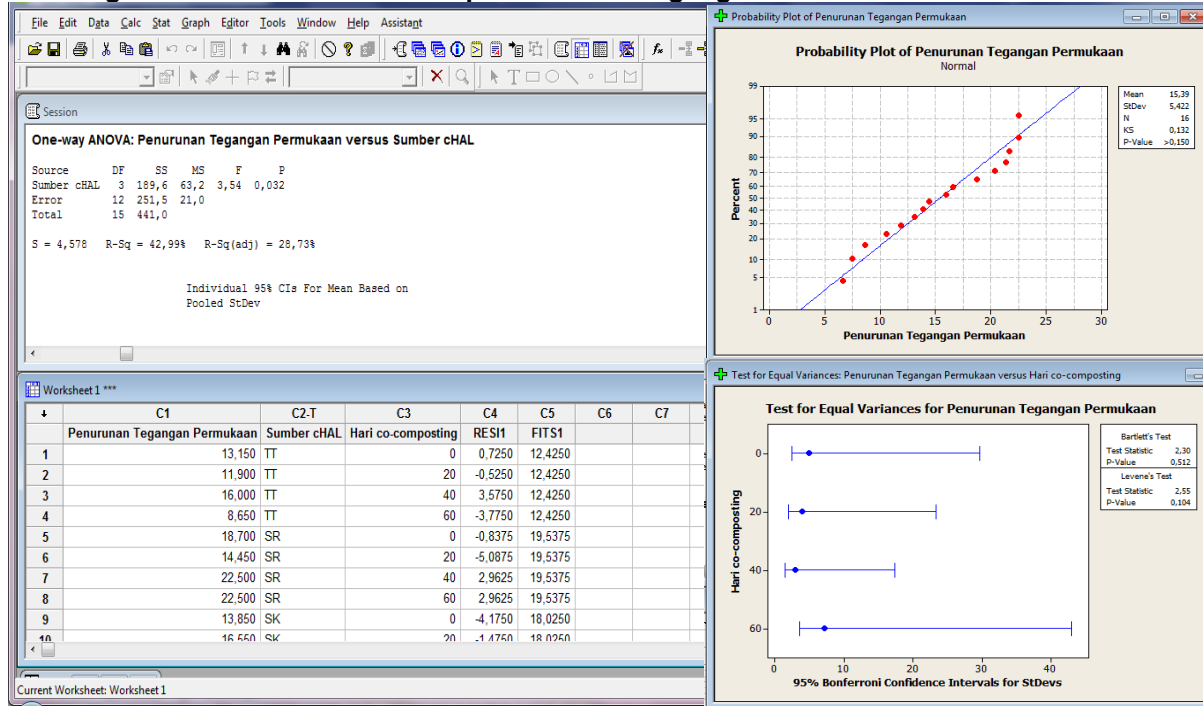 File Edit Data Calc Stat Graph Editor Tools Window Help Assistant
Session
One-way ANOVA: Penurunan Tegangan Permukaan versus Sumber cHAL
Source DF SS MS F P
Sumber cHAL 3 189,6 63,2 3,54 0,032
Error 12 251,5 21,0
Total 15 441,0
S = 4,578 R-Sq = 42,99% R-Sq(adj) = 28,73%
Individual 95% CIs For Mean Based on
Pooled StDev
Worksheet 1 ***
C1 C2-T C3 C4 C5 C6 C7
Penurunan Tegangan Permukaan Sumber cHAL Hari co-composting RESI1 FITS1
1 13,150 TT 0 0,7250 12,4250
2 11,900 TT 20 -0,5250 12,4250
3 16,000 TT 40 3,5750 12,4250
4 8,650 TT 60 -3,7750 12,4250
5 18,700 SR 0 -0,8375 19,5375
6 14,450 SR 20 -5,0875 19,5375
7 22,500 SR 40 2,9625 19,5375
8 22,500 SR 60 2,9625 19,5375
9 13,850 SK 0 -4,1750 18,0250
10 16,550 SK 20 -1,4750 18,0250
Current Worksheet: Worksheet 1
Probability Plot of Penurunan Tegangan Permukaan
Probability Plot of Penurunan Tegangan Permukaan
Normal
99
95
90
80
70
60
50
40
30
20
10
5
1
Percent
0 5 10 15 20 25 30
Penurunan Tegangan Permukaan
Mean 15,39
StDev 5,422
N 16
KS 0,132
P-Value >0,150
Test for Equal Variances: Penurunan Tegangan Permukaan versus Hari co-composting
Test for Equal Variances for Penurunan Tegangan Permukaan
0
20
40
60
Hari co-composting
0 10 20 30 40
95% Bonferroni Confidence Intervals for StDevs
Bartlett's Test
Test Statistic 2,30
P-Value 0,512
Levene's Test
Test Statistic 2,55
P-Value 0,104